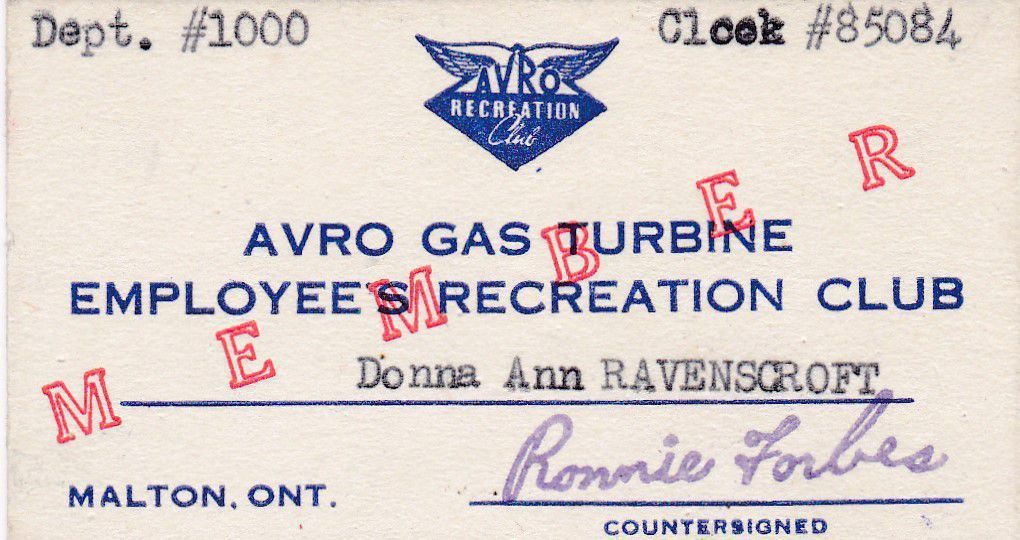 Dept. #1000
Clock #85084
AVRO
RECREATION
Club
MEMBER
AVRO GAS TURBINE
EMPLOYEE'S RECREATION CLUB
Donna Ann RAVENSCROFT
Ronnie Forbes
MALTON, ONT.
COUNTERSIGNED